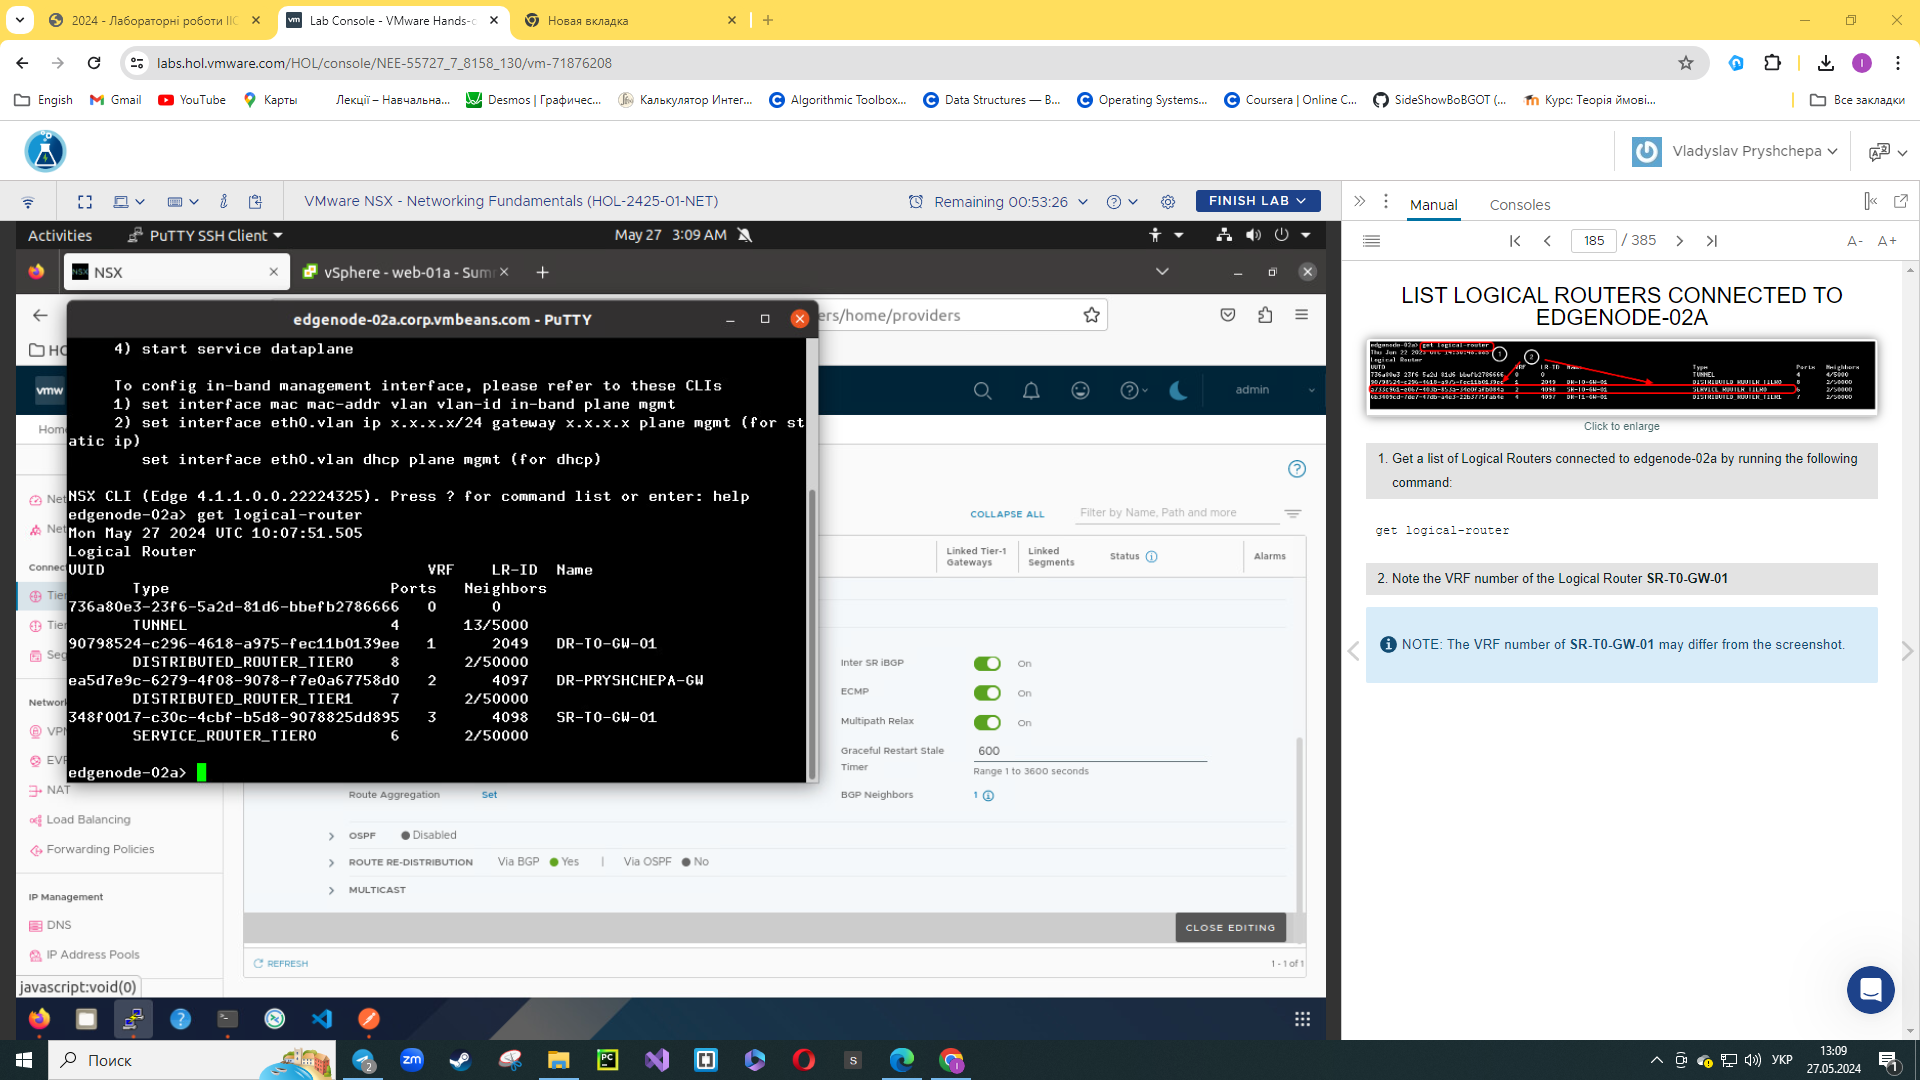 2024 - Лабораторні роботи ІІС
Lab Console - VMware Hands-o
Новая вкладка
labs.hol.vmware.com/HOL/console/NEE-55727_7_8158_130/vm-71876208
Engish
Gmail
YouTube
Карты
Лекції – Навчальна...
Desmos | Графичес...
Калькулятор Интег...
Algorithmic Toolbox...
Data Structures — B...
Operating Systems...
Coursera | Online C...
SideShowBoBGOT (...
Курс: Теорія ймові...
Все закладки
Vladyslav Pryshchepa
VMware NSX - Networking Fundamentals (HOL-2425-01-NET)
Remaining 00:53:26
FINISH LAB
Manual
Consoles
185 / 385
A-
A+
Activities
PuTTY SSH Client
May 27 3:09 AM
NSX
vSphere - web-01a - Sum
ers/home/providers
HO
vmw
admin
Home
edgenode-02a.corp.vmbeans.com - PuTTY
4) start service dataplane
To config in-band management interface, please refer to these CLIs
1) set interface mac mac-addr vlan vlan-id in-band plane mgmt
2) set interface eth0.vlan ip x.x.x.x/24 gateway x.x.x.x plane mgmt (for st
atic ip)
set interface eth0.vlan dhcp plane mgmt (for dhcp)
NSX CLI (Edge 4.1.1.0.0.22224325). Press ? for command list or enter: help
edgenode-02a> get logical-router
Mon May 27 2024 UTC 10:07:51.505
Logical Router
UUID VRF LR-ID Name
Type Ports Neighbors
736a80e3-23f6-5a2d-81d6-bbefb2786666 0 0
TUNNEL 4 13/5000
90798524-c296-4618-a975-fec11b0139ee 1 2049 DR-T0-GW-01
DISTRIBUTED_ROUTER_TIER0 8 2/50000
ea5d7e9c-6279-4f08-9078-f7e0a67758d0 2 4097 DR-PRYSHCHEPA-GW
DISTRIBUTED_ROUTER_TIER1 7 2/50000
348f0017-c30c-4cbf-b5d8-9078825dd895 3 4098 SR-T0-GW-01
SERVICE_ROUTER_TIER0 6 2/50000
edgenode-02a>
Net
Net
Connec
Tier
Tier
Seg
Network
VPN
EVP
NAT
Load Balancing
Forwarding Policies
IP Management
DNS
IP Address Pools
javascript:void(0)
COLLAPSE ALL
Filter by Name, Path and more
Linked Tier-1 Gateways
Linked Segments
Status
Alarms
Inter SR iBGP
On
ECMP
On
Multipath Relax
On
Graceful Restart Stale Timer
600
Range 1 to 3600 seconds
Route Aggregation
Set
BGP Neighbors
1
OSPF
Disabled
ROUTE RE-DISTRIBUTION
Via BGP
Yes
|
Via OSPF
No
MULTICAST
CLOSE EDITING
REFRESH
1 - 1 of 1
LIST LOGICAL ROUTERS CONNECTED TO
EDGENODE-02A
Click to enlarge
1. Get a list of Logical Routers connected to edgenode-02a by running the following
command:
get logical-router
2. Note the VRF number of the Logical Router SR-T0-GW-01
NOTE: The VRF number of SR-T0-GW-01 may differ from the screenshot.
Поиск
УКР
13:09
27.05.2024